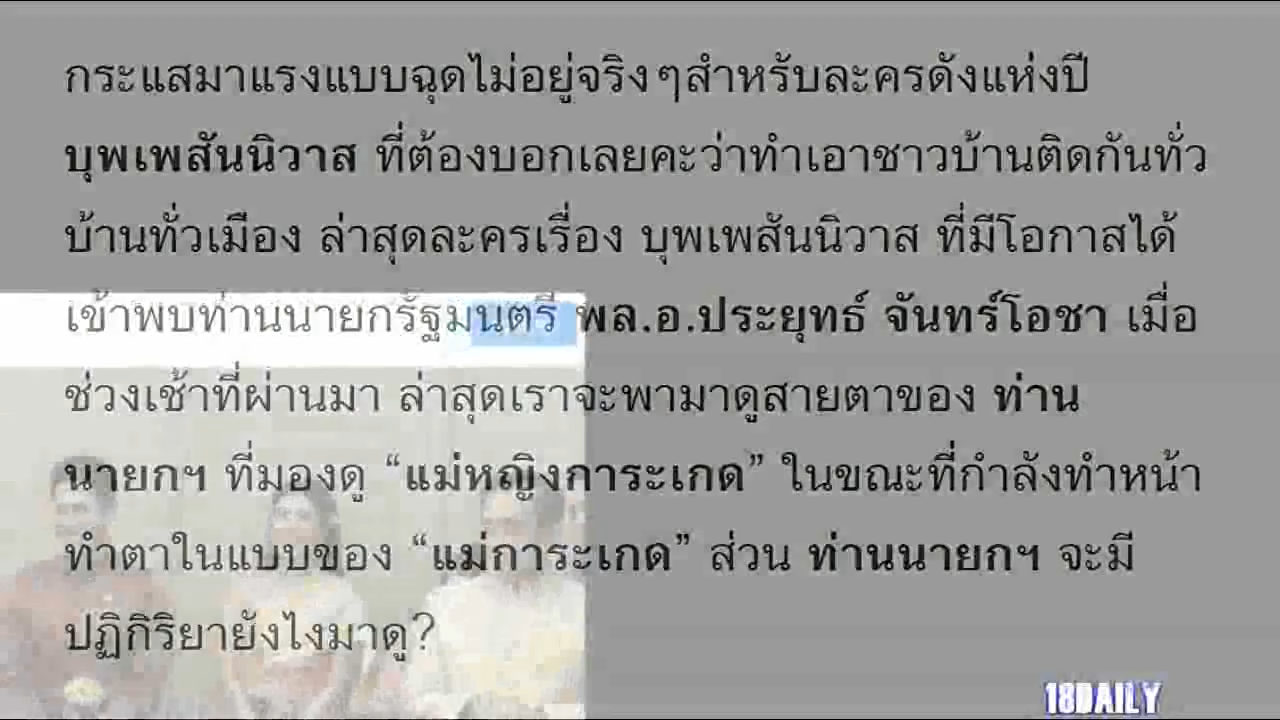 กระแสมาแรงแบบฉุดไม่อยู่จริงๆสำหรับละครดังแห่งปี
บุพเพสันนิวาส ที่ต้องบอกเลยคะว่าทำเอาชาวบ้านติดกันทั่ว
บ้านทั่วเมือง ล่าสุดละครเรื่อง บุพเพสันนิวาส ที่มีโอกาสได้
เข้าพบท่านนายกรัฐมนตรี พล.อ.ประยุทธ์ จันทร์โอชา เมื่อ
ช่วงเช้าที่ผ่านมา ล่าสุดเราจะพามาดูสายตาของ ท่าน
นายกฯ ที่มองดู “แม่หญิงการะเกด” ในขณะที่กำลังทำหน้า
ทำตาในแบบของ “แม่การะเกด” ส่วน ท่านนายกฯ จะมี
ปฏิกิริยายังไงมาดู?
18DAILY